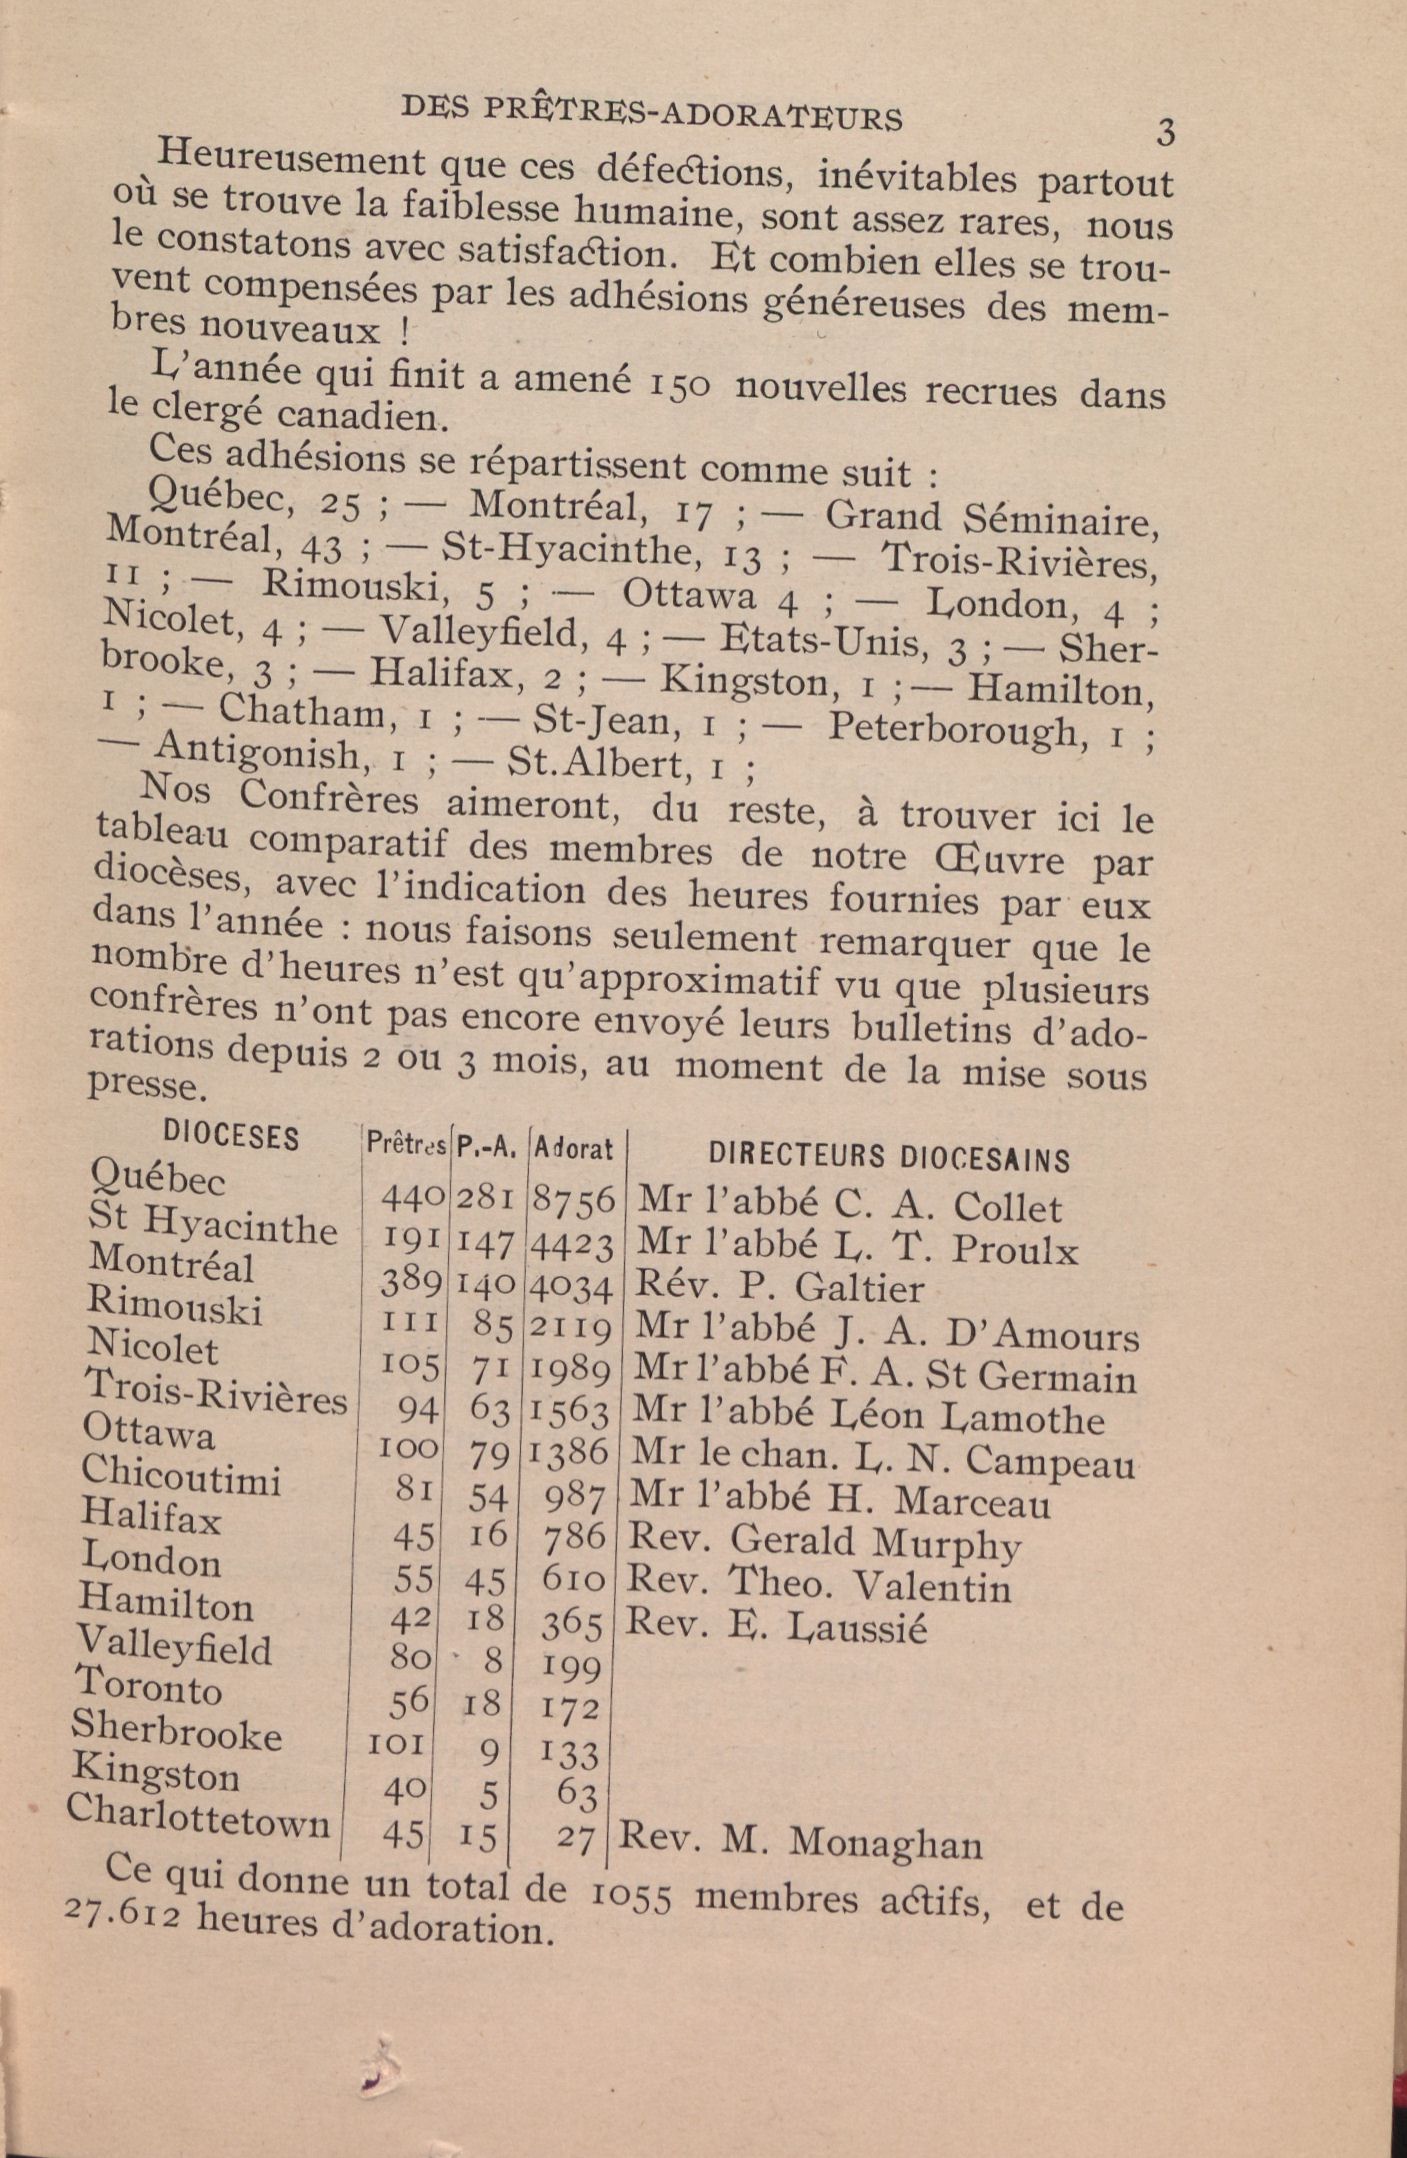 DES PRÊTRES-ADORATEURS 3
Heureusement que ces défections, inévitables partout
où se trouve la faiblesse humaine, sont assez rares, nous
le constatons avec satisfaction. Et combien elles se trou-
vent compensées par les adhésions généreuses des mem-
bres nouveaux !
L'année qui finit a amené 150 nouvelles recrues dans
le clergé canadien.
Ces adhésions se répartissent comme suit :
Québec, 25 ; — Montréal, 17 ; — Grand Séminaire,
Montréal, 43 ; — St-Hyacinthe, 13 ; — Trois-Rivières,
11 ; — Rimouski, 5 ; — Ottawa 4 ; — London, 4 ;
Nicolet, 4 ; — Valleyfield, 4 ; — Etats-Unis, 3 ; — Sher-
brooke, 3 ; — Halifax, 2 ; — Kingston, 1 ; — Hamilton,
1 ; — Chatham, 1 ; — St-Jean, 1 ; — Peterborough, 1 ;
— Antigonish, 1 ; — St. Albert, 1 ;
Nos Confrères aimeront, du reste, à trouver ici le
tableau comparatif des membres de notre Œuvre par
diocèses, avec l'indication des heures fournies par eux
dans l'année : nous faisons seulement remarquer que le
nombre d'heures n'est qu'approximatif vu que plusieurs
confrères n'ont pas encore envoyé leurs bulletins d'ado-
rations depuis 2 ou 3 mois, au moment de la mise sous
presse.
DIOCESES Prêtres P.-A. Adorat DIRECTEURS DIOCESAINS
Québec 440 281 8756 Mr l'abbé C. A. Collet
St Hyacinthe 191 147 4423 Mr l'abbé L. T. Proulx
Montréal 389 140 4034 Rév. P. Galtier
Rimouski 111 85 2119 Mr l'abbé J. A. D'Amours
Nicolet 105 71 1989 Mr l'abbé F. A. St Germain
Trois-Rivières 94 63 1563 Mr l'abbé Léon Lamothe
Ottawa 100 79 1386 Mr le chan. L. N. Campeau
Chicoutimi 81 54 987 Mr l'abbé H. Marceau
Halifax 45 16 786 Rev. Gerald Murphy
London 55 45 610 Rev. Theo. Valentin
Hamilton 42 18 365 Rev. E. Laussié
Valleyfield 80 8 199
Toronto 56 18 172
Sherbrooke 101 9 133
Kingston 40 5 63
Charlottetown 45 15 27 Rev. M. Monaghan
Ce qui donne un total de 1055 membres actifs, et de
27.612 heures d'adoration.